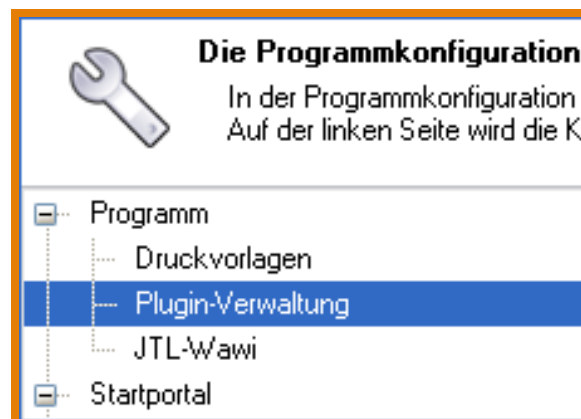 Die Programmkonfiguration
In der Programmkonfiguration
Auf der linken Seite wird die K
Programm
Druckvorlagen
Plugin-Verwaltung
JTL-Wawi
Startportal